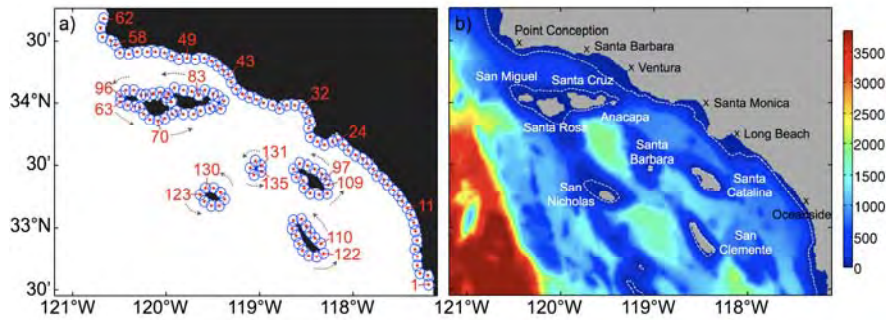 a)
62
58
49
43
96
83
32
63
70
24
130
131
97
123
135
109
11
110
122
1
30'
34°N
30'
33°N
30'
121°W
120°W
119°W
118°W
b)
Point Conception
Santa Barbara
Ventura
San Miguel
Santa Cruz
Santa Monica
Santa Rosa
Anacapa
Long Beach
Santa
Barbara
San
Nicholas
Santa
Catalina
Oceanside
San
Clemente
121°W
120°W
119°W
118°W
3500
3000
2500
2000
1500
1000
500
0